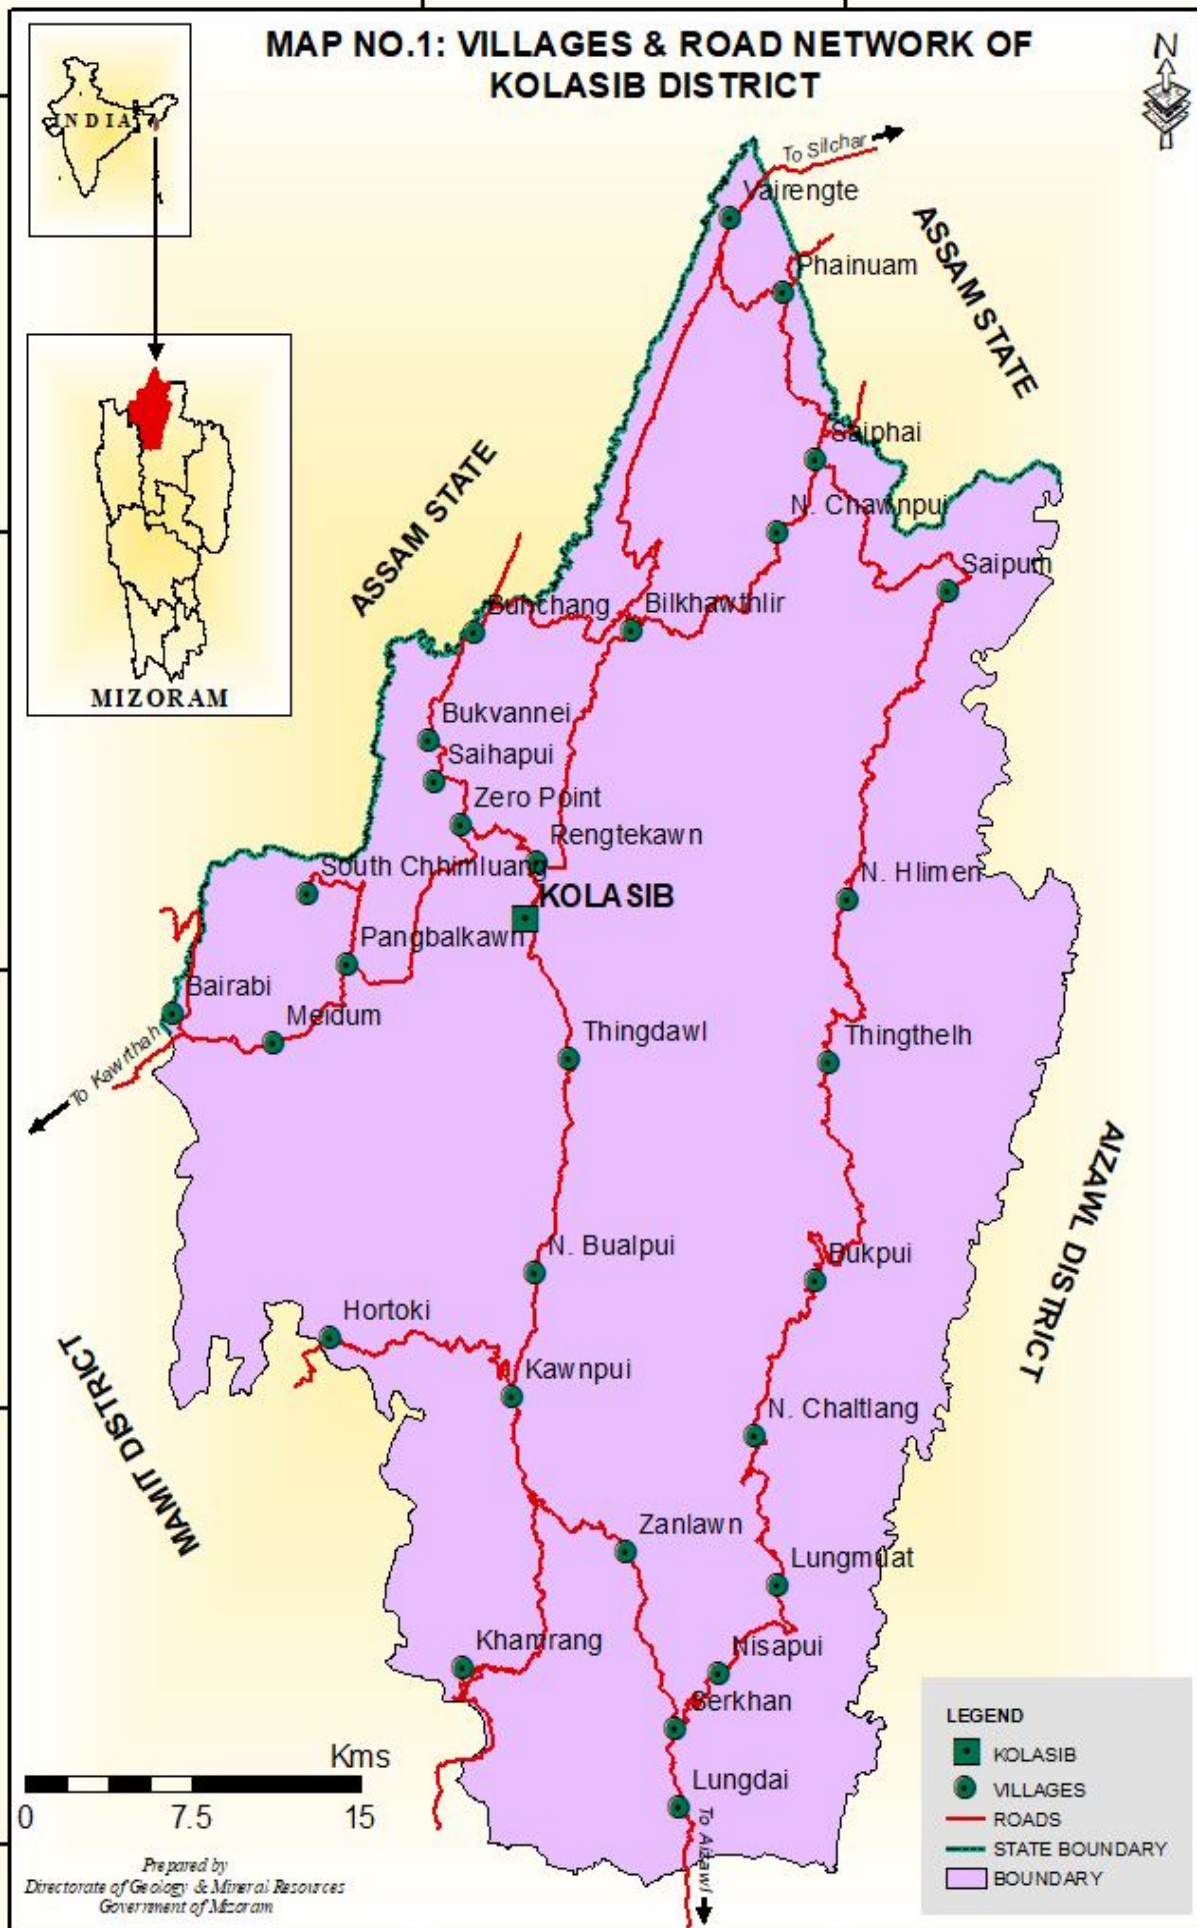 MAP NO.1: VILLAGES & ROAD NETWORK OF
KOLASIB DISTRICT
N
INDIA
MIZORAM
To Silchar
Vairengte
Phainuam
ASSAM STATE
Saiphai
N. Chawnpui
ASSAM STATE
Saipum
Bunchang
Bilkhawthlir
Bukvannei
Saihapui
Zero Point
Rengtekawn
South Chhimluang
N. Hlimen
KOLASIB
Pangbalkawn
Bairabi
Meidum
To Kawrthah
Thingdawl
Thingthelh
AIZAWL DISTRICT
N. Bualpui
Bukpui
Hortoki
Kawnpui
MAMIT DISTRICT
N. Chaltlang
Zanlawn
Lungmuat
Khamrang
Nisapui
Serkhan
Lungdai
To Aizawl
Kms
0 7.5 15
Prepared by
Directorate of Geology & Mineral Resources
Government of Mizoram
LEGEND
KOLASIB
VILLAGES
ROADS
STATE BOUNDARY
BOUNDARY